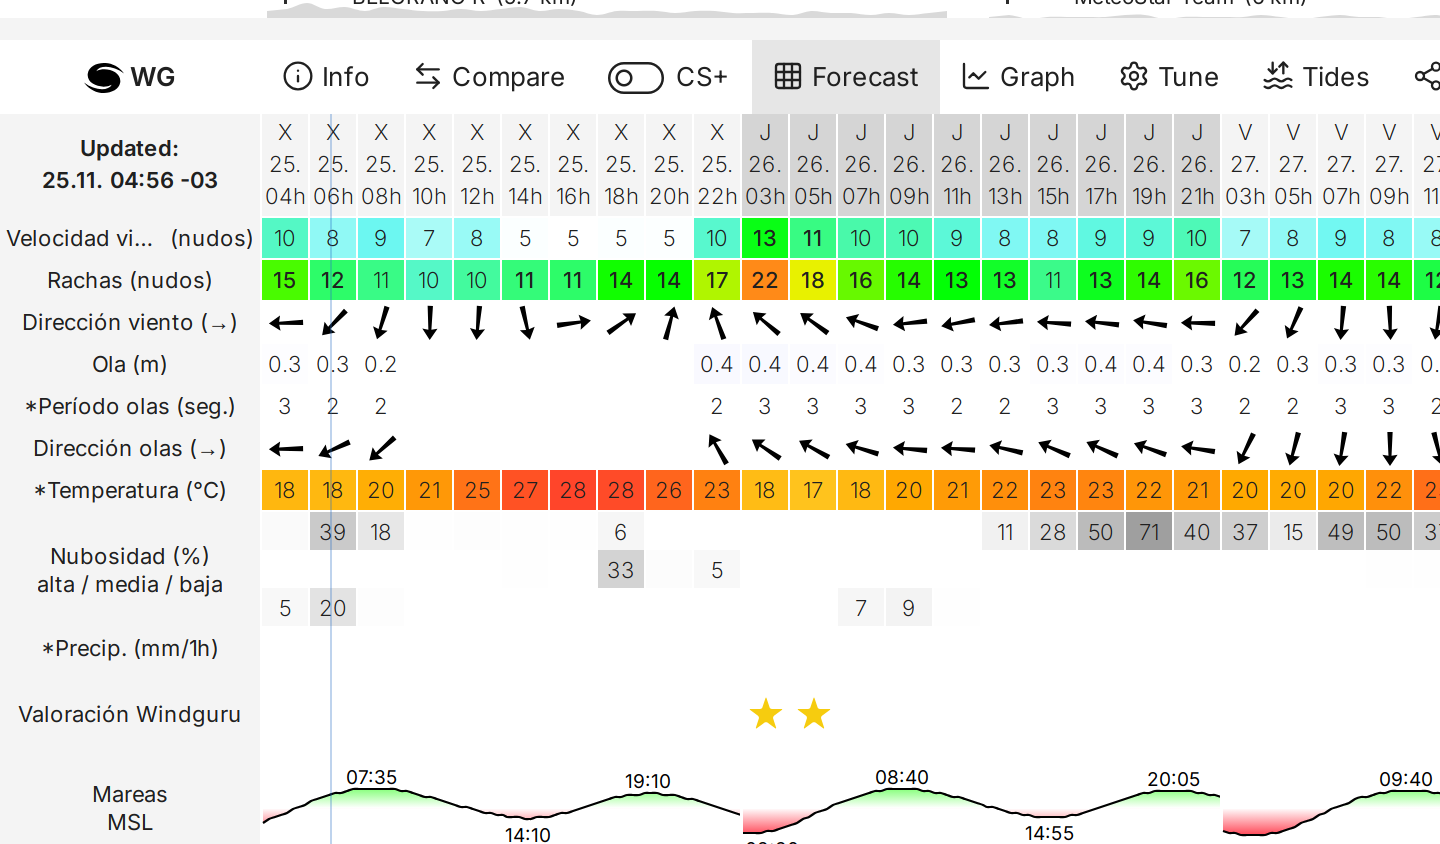 WG Info Compare CS+ Forecast Graph Tune Tides
Updated:
25.11. 04:56 -03
X X X X X X X X X X J J J J J J J J J J V V V V
25. 25. 25. 25. 25. 25. 25. 25. 25. 25. 26. 26. 26. 26. 26. 26. 26. 26. 26. 26. 27. 27. 27. 27.
04h 06h 08h 10h 12h 14h 16h 18h 20h 22h 03h 05h 07h 09h 11h 13h 15h 17h 19h 21h 03h 05h 07h 09h
Velocidad vi... (nudos) 10 8 9 7 8 5 5 5 5 10 13 11 10 10 9 8 8 9 9 10 7 8 9 8 8
Rachas (nudos) 15 12 11 10 10 11 11 14 14 17 22 18 16 14 13 13 11 13 14 16 12 13 14 14 12
Dirección viento (→)
Ola (m) 0.3 0.3 0.2 0.4 0.4 0.4 0.4 0.3 0.3 0.3 0.3 0.4 0.4 0.3 0.2 0.3 0.3 0.3
*Período olas (seg.) 3 2 2 2 3 3 3 3 2 2 3 3 3 3 2 2 3 3 2
Dirección olas (→)
*Temperatura (°C) 18 18 20 21 25 27 28 28 26 23 18 17 18 20 21 22 23 23 22 21 20 20 20 22
39 18 6 11 28 50 71 40 37 15 49 50
Nubosidad (%)
33 5
alta / media / baja
5 20 7 9
*Precip. (mm/1h)
Valoración Windguru
07:35 19:10 08:40 20:05 09:40
Mareas
MSL
14:10 14:55